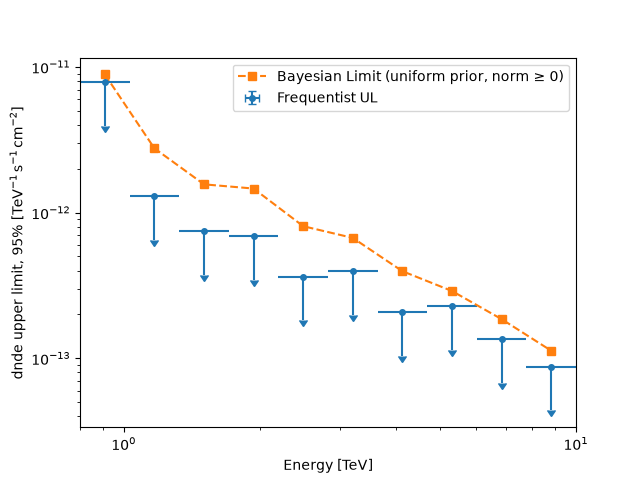 10⁻¹¹
10⁻¹²
10⁻¹³
dnde upper limit, 95% [TeV⁻¹ s⁻¹ cm⁻²]
Bayesian Limit (uniform prior, norm ≥ 0)
Frequentist UL
10⁰
10¹
Energy [TeV]